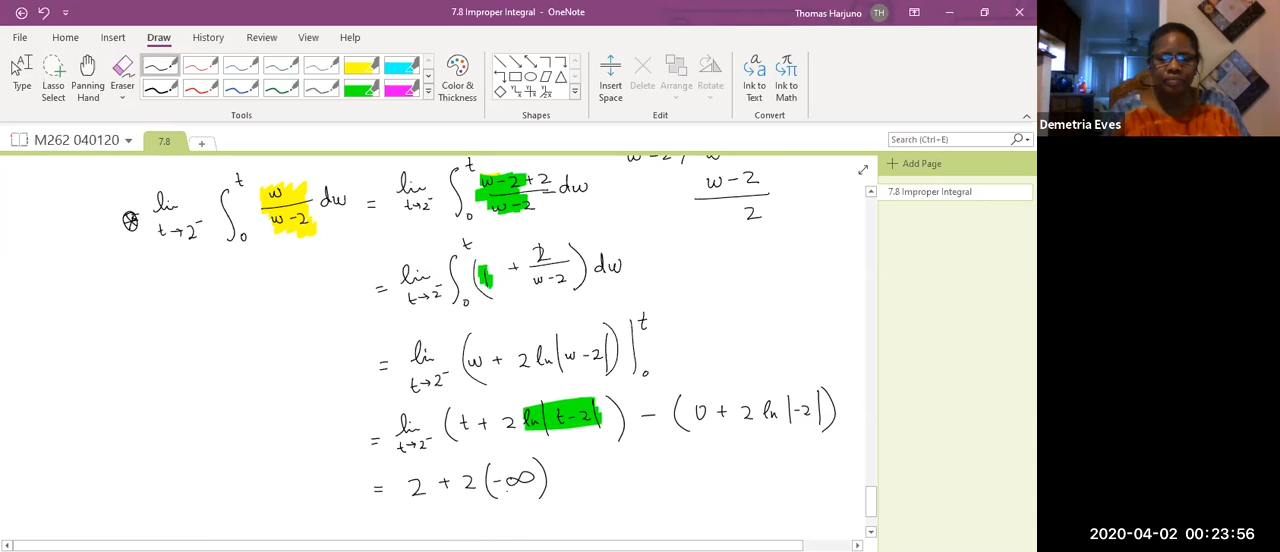 7.8 Improper Integral - OneNote
Thomas Harjuno TH
File Home Insert Draw History Review View Help
Type
Lasso Select
Panning Hand
Eraser
Tools
Color & Thickness
Shapes
Insert Space
Delete
Arrange
Rotate
Edit
Ink to Text
Ink to Math
Convert
Demetria Eves
M262 040120
7.8
Search (Ctrl+E)
Add Page
7.8 Improper Integral
w-2) w
w-2
2
⊛ lim t→2⁻ ∫₀ᵗ w/(w-2) dw = lim t→2⁻ ∫₀ᵗ (w-2+2)/(w-2) dw
= lim t→2⁻ ∫₀ᵗ (1 + 2/(w-2)) dw
= lim t→2⁻ (w + 2 ln|w-2|) |₀ᵗ
= lim t→2⁻ (t + 2 ln|t-2|) - (0 + 2 ln|-2|)
= 2 + 2(-∞)
2020-04-02 00:23:56